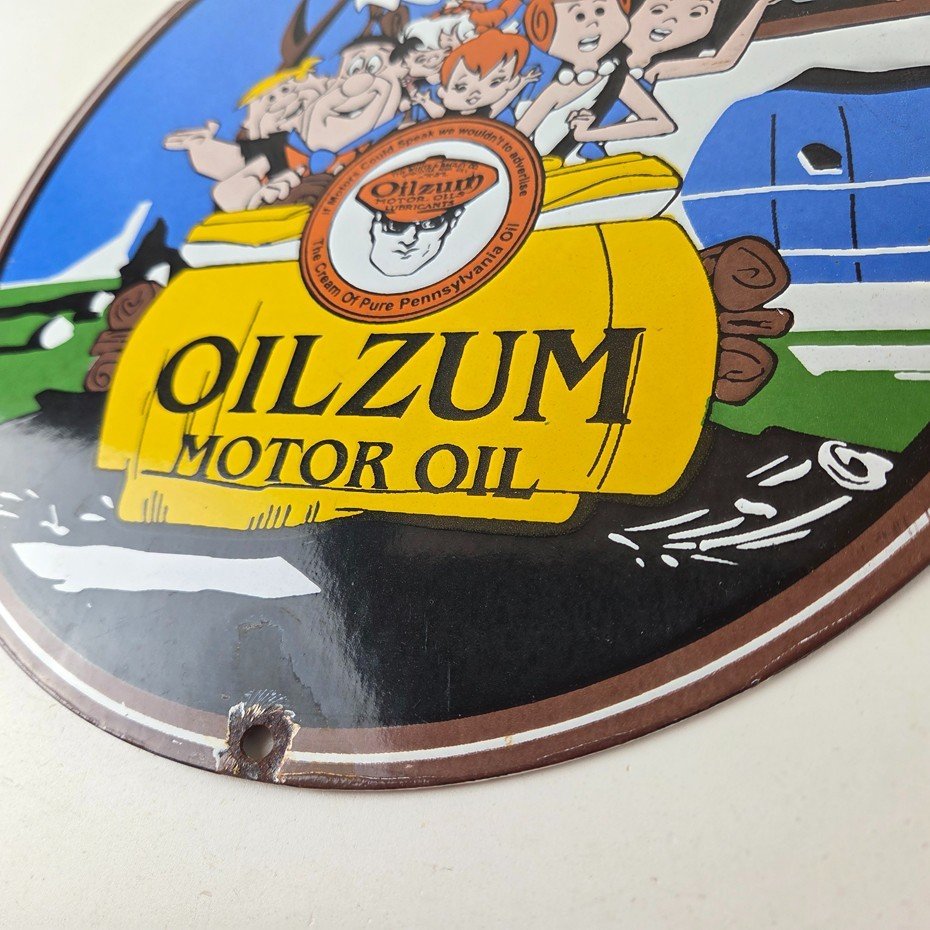 If Motors Could Speak we wouldn't to advertise
Oilzum
MOTOR OILS
LUBRICANTS
The Cream Of Pure Pennsylvania Oil
OILZUM
MOTOR OIL